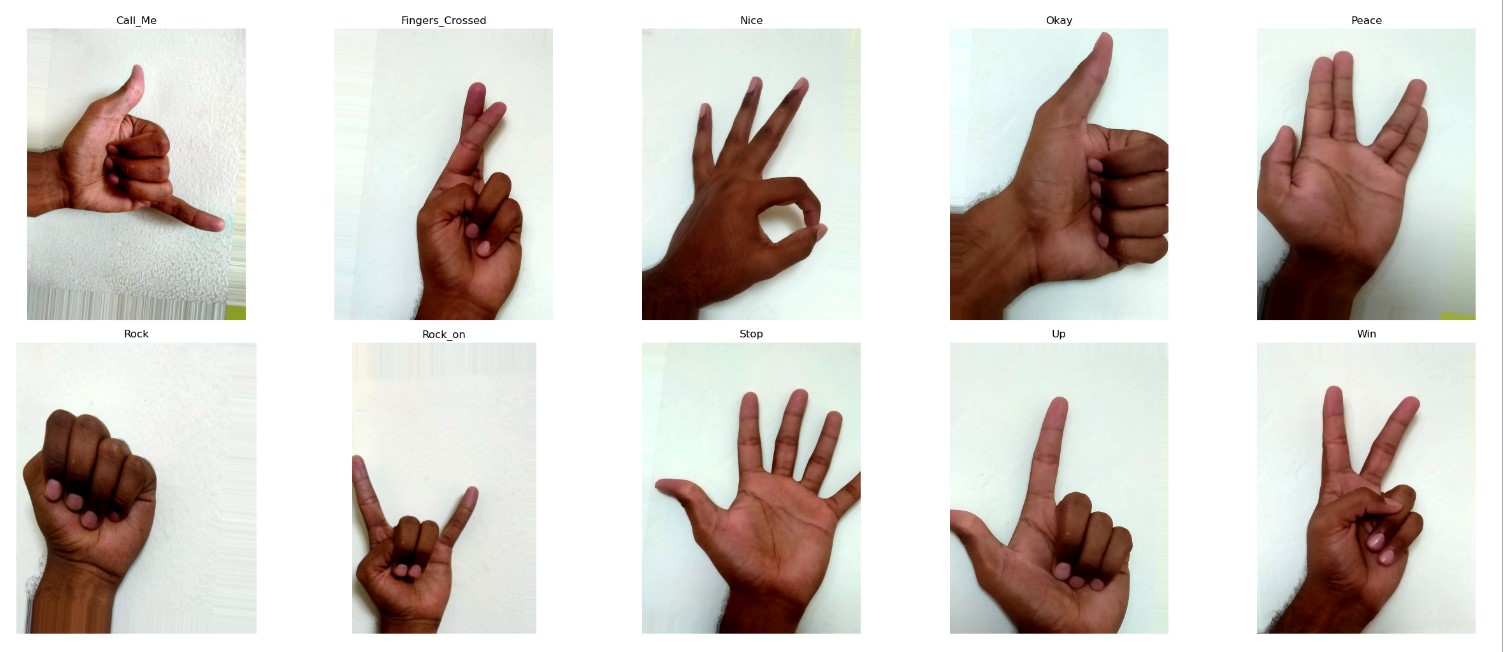 Call_Me
Fingers_Crossed
Nice
Okay
Peace
Rock
Rock_on
Stop
Up
Win